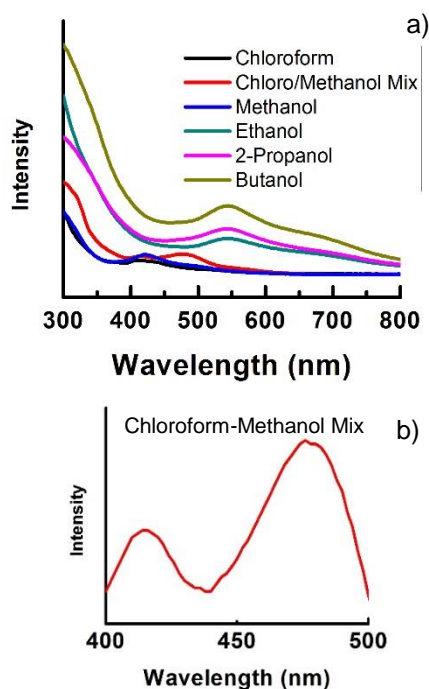 a)
Chloroform
Chloro/Methanol Mix
Methanol
Ethanol
2-Propanol
Butanol
Intensity
300 400 500 600 700 800
Wavelength (nm)
Chloroform-Methanol Mix b)
Intensity
400 450 500
Wavelength (nm)